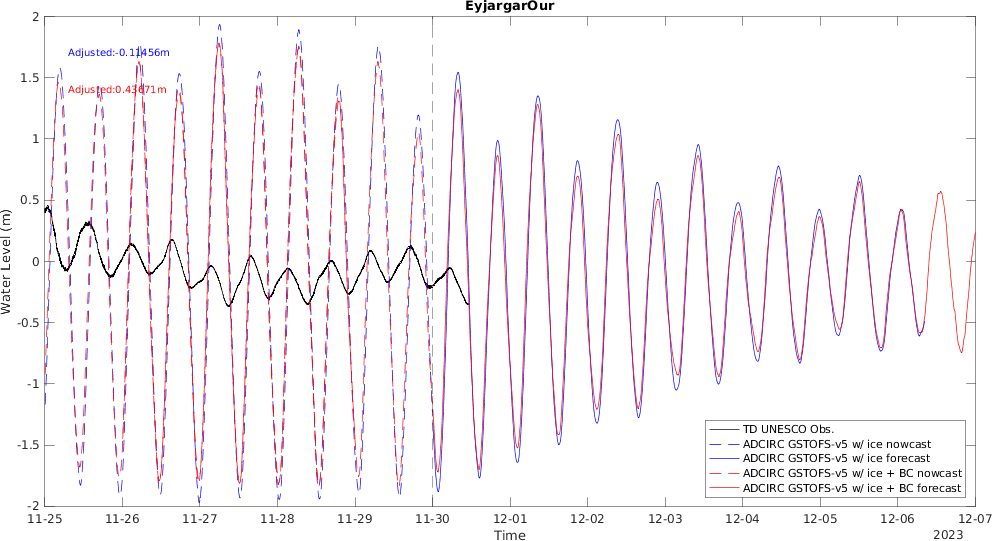 EyjargarOur
2
1.5
1
0.5
0
-0.5
-1
-1.5
-2
Water Level (m)
Adjusted:-0.11456m
Adjusted:0.43671m
TD UNESCO Obs.
ADCIRC GSTOFS-v5 w/ ice nowcast
ADCIRC GSTOFS-v5 w/ ice forecast
ADCIRC GSTOFS-v5 w/ ice + BC nowcast
ADCIRC GSTOFS-v5 w/ ice + BC forecast
11-25 11-26 11-27 11-28 11-29 11-30 12-01 12-02 12-03 12-04 12-05 12-06 12-07
Time
2023